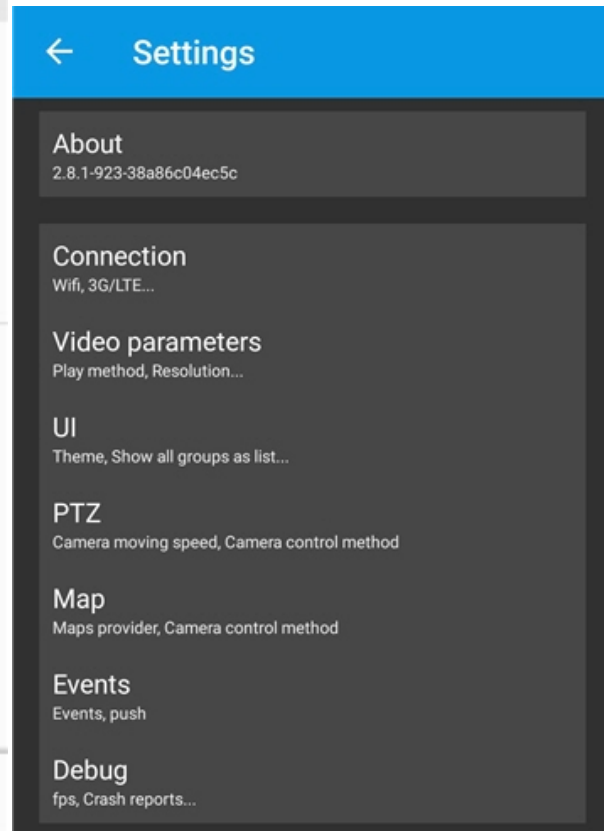 Settings
About
2.8.1-923-38a86c04ec5c
Connection
Wifi, 3G/LTE...
Video parameters
Play method, Resolution...
UI
Theme, Show all groups as list...
PTZ
Camera moving speed, Camera control method
Map
Maps provider, Camera control method
Events
Events, push
Debug
fps, Crash reports...